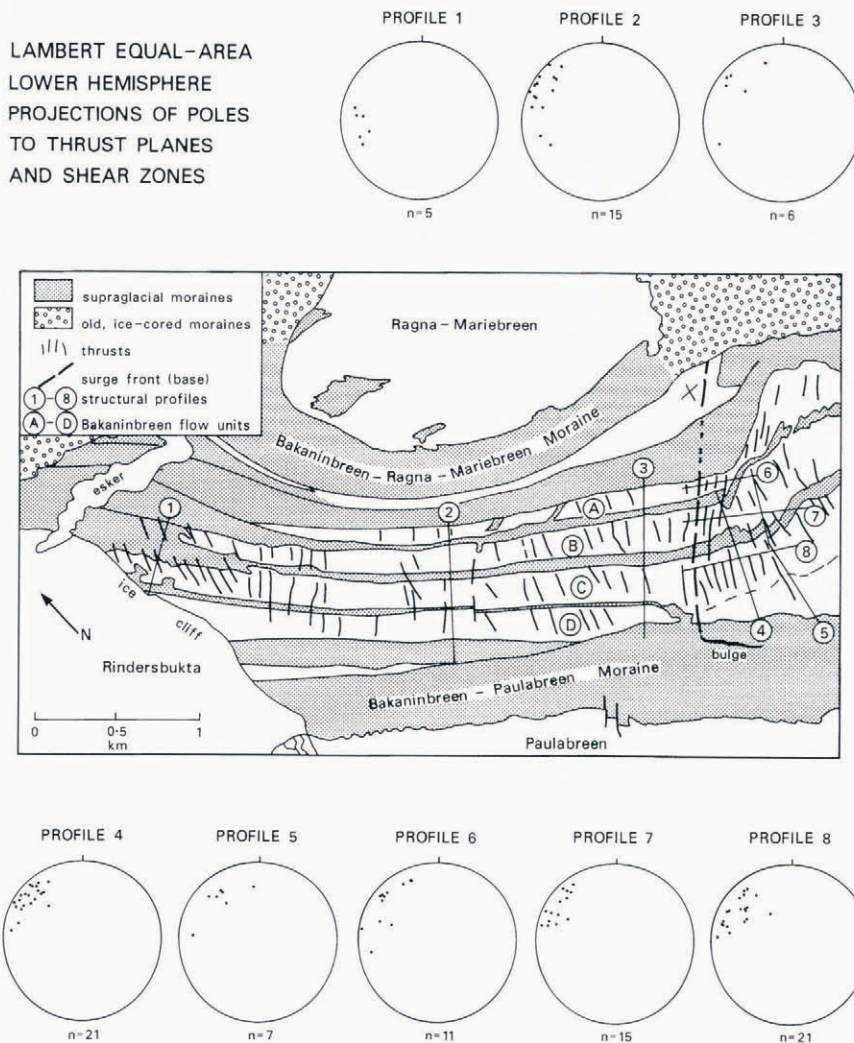 LAMBERT EQUAL-AREA
LOWER HEMISPHERE
PROJECTIONS OF POLES
TO THRUST PLANES
AND SHEAR ZONES
PROFILE 1
PROFILE 2
PROFILE 3
n=5
n=15
n=6
supraglacial moraines
old, ice-cored moraines
thrusts
surge front (base)
1-8 structural profiles
A-D Bakaninbreen flow units
Ragna-Mariebreen
Bakaninbreen-Ragna-Mariebreen Moraine
X
esker
1
2
3
A
B
C
D
6
7
8
4
5
ice cliff
N
bulge
Rindersbukta
Bakaninbreen-Paulabreen Moraine
0 0·5 1
km
Paulabreen
PROFILE 4
PROFILE 5
PROFILE 6
PROFILE 7
PROFILE 8
n=21
n=7
n=11
n=15
n=21